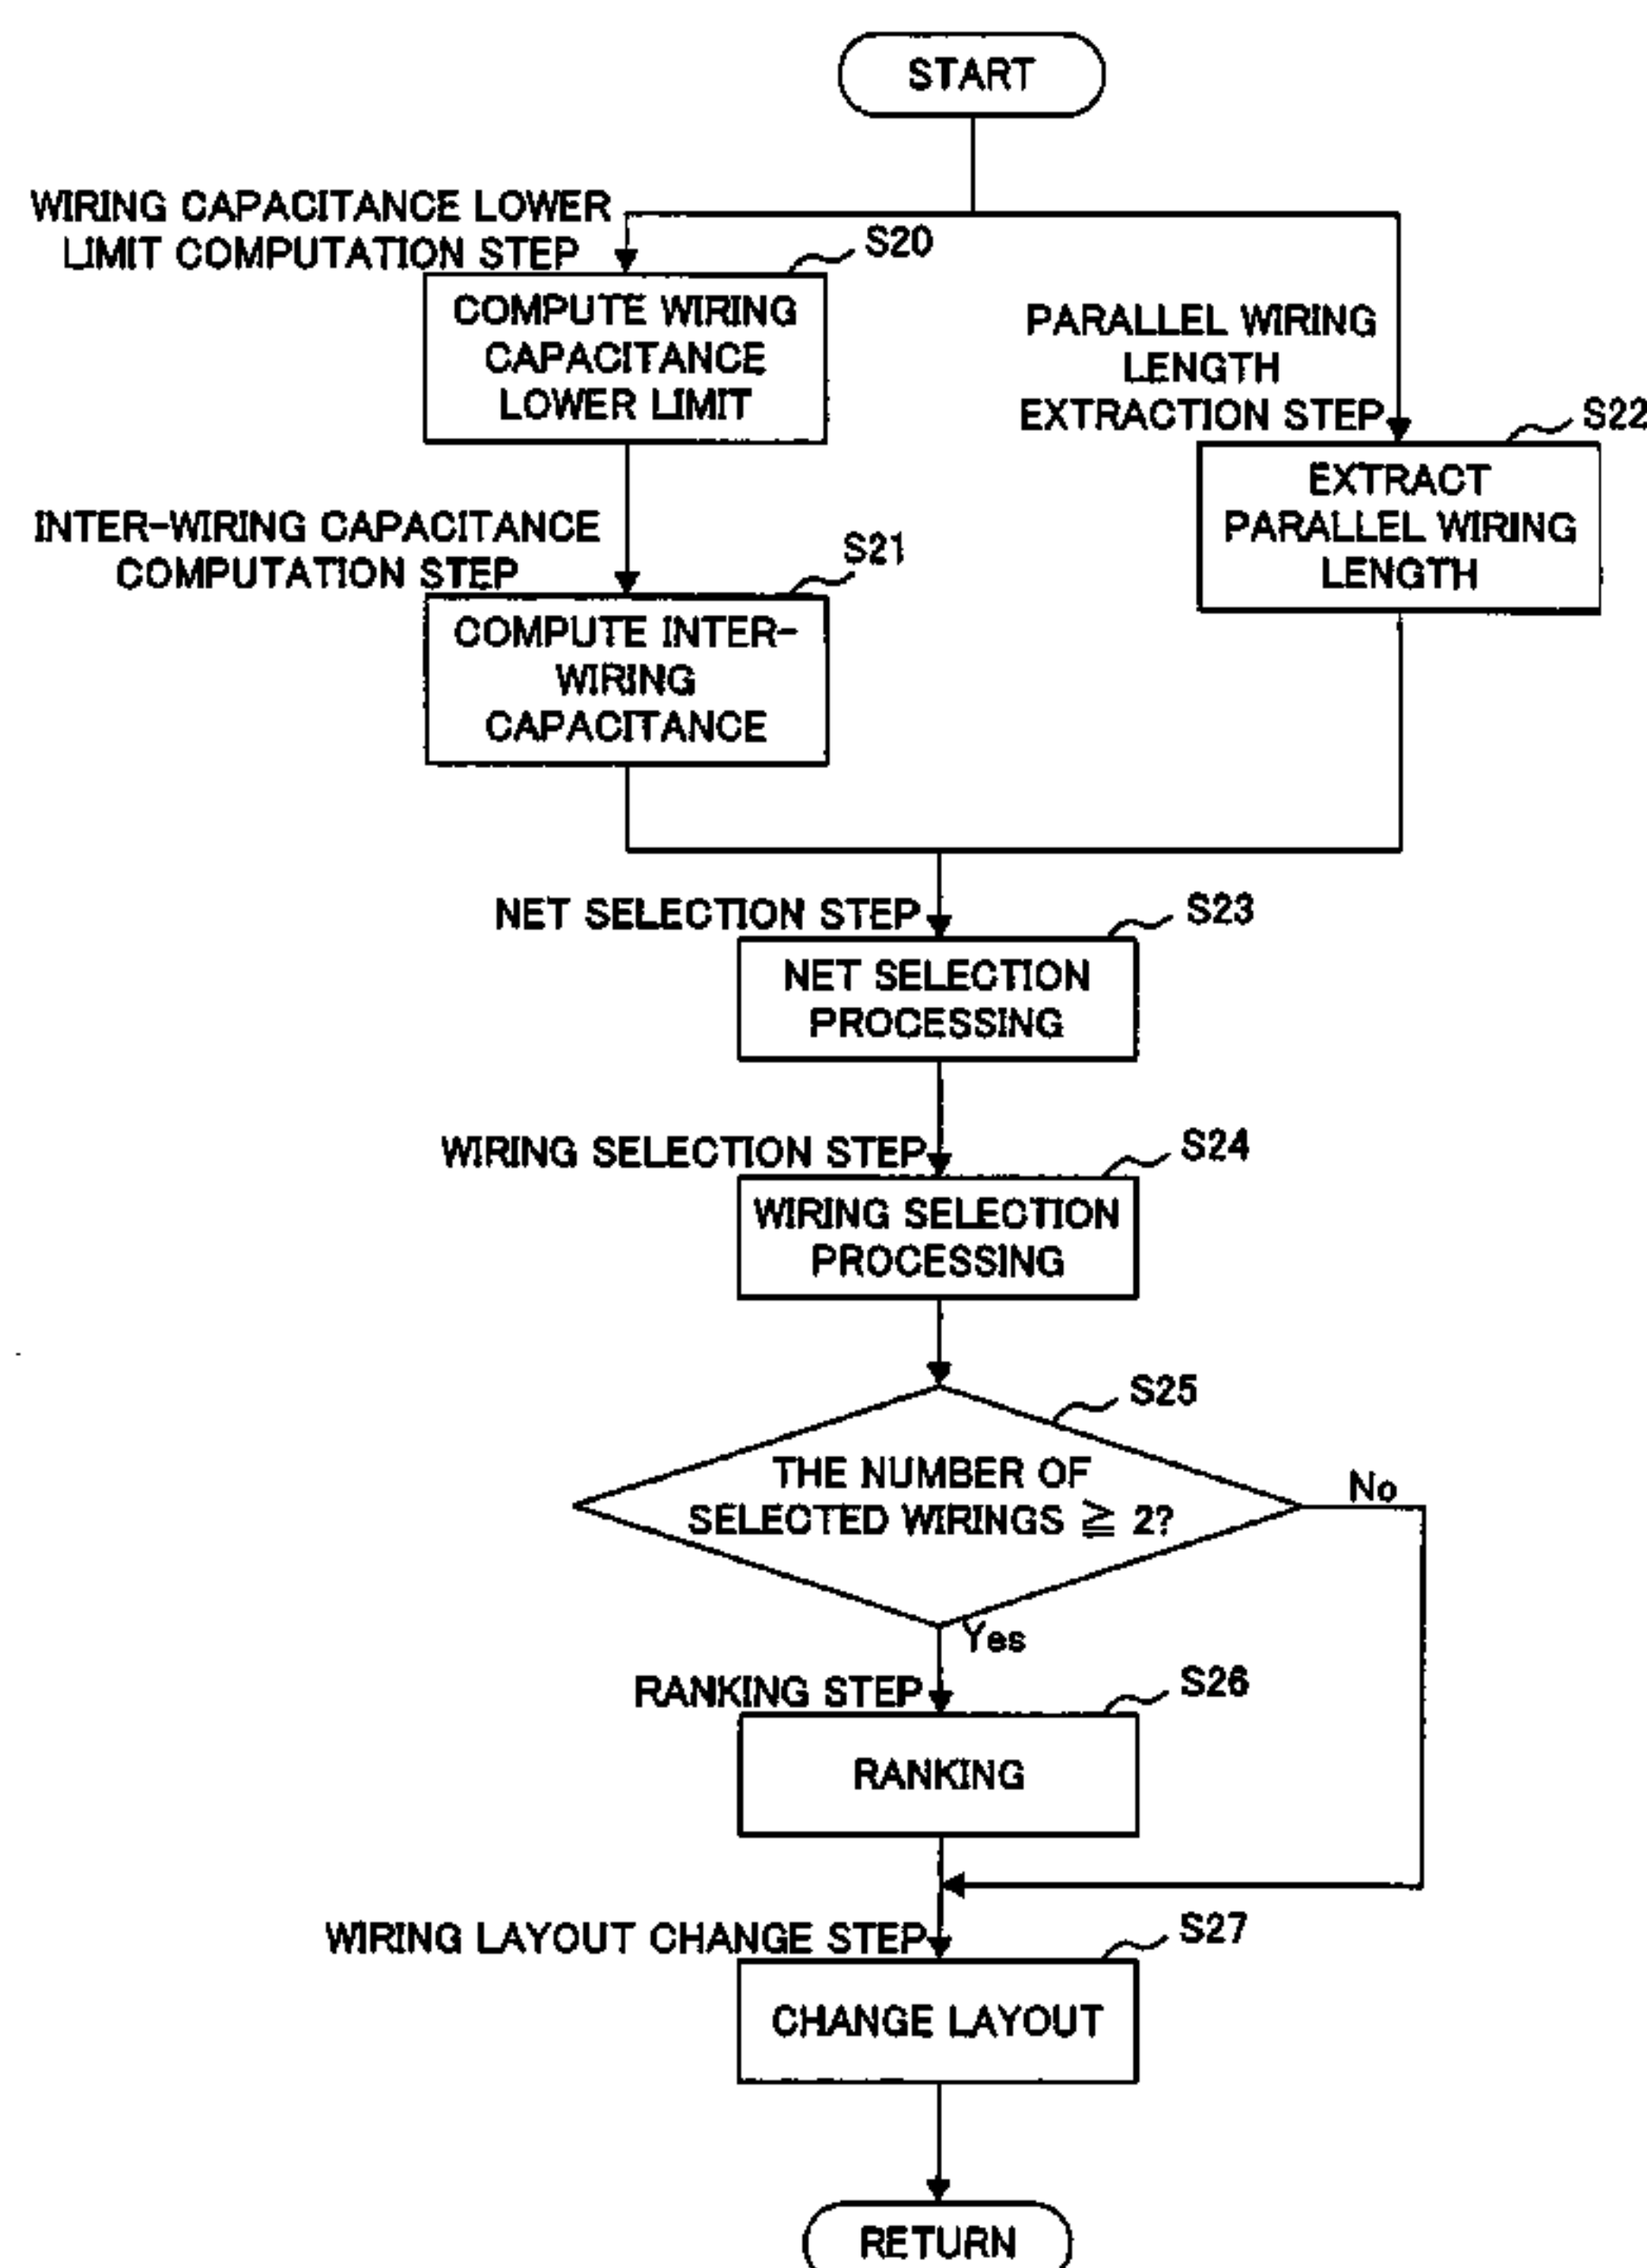 START
WIRING CAPACITANCE LOWER
LIMIT COMPUTATION STEP
S20
COMPUTE WIRING
CAPACITANCE
LOWER LIMIT
PARALLEL WIRING
LENGTH
EXTRACTION STEP
S22
EXTRACT
PARALLEL WIRING
LENGTH
INTER-WIRING CAPACITANCE
COMPUTATION STEP
S21
COMPUTE INTER-
WIRING
CAPACITANCE
NET SELECTION STEP
S23
NET SELECTION
PROCESSING
WIRING SELECTION STEP
S24
WIRING SELECTION
PROCESSING
S25
THE NUMBER OF
SELECTED WIRINGS ≧ 2?
No
Yes
RANKING STEP
S26
RANKING
WIRING LAYOUT CHANGE STEP
S27
CHANGE LAYOUT
RETURN